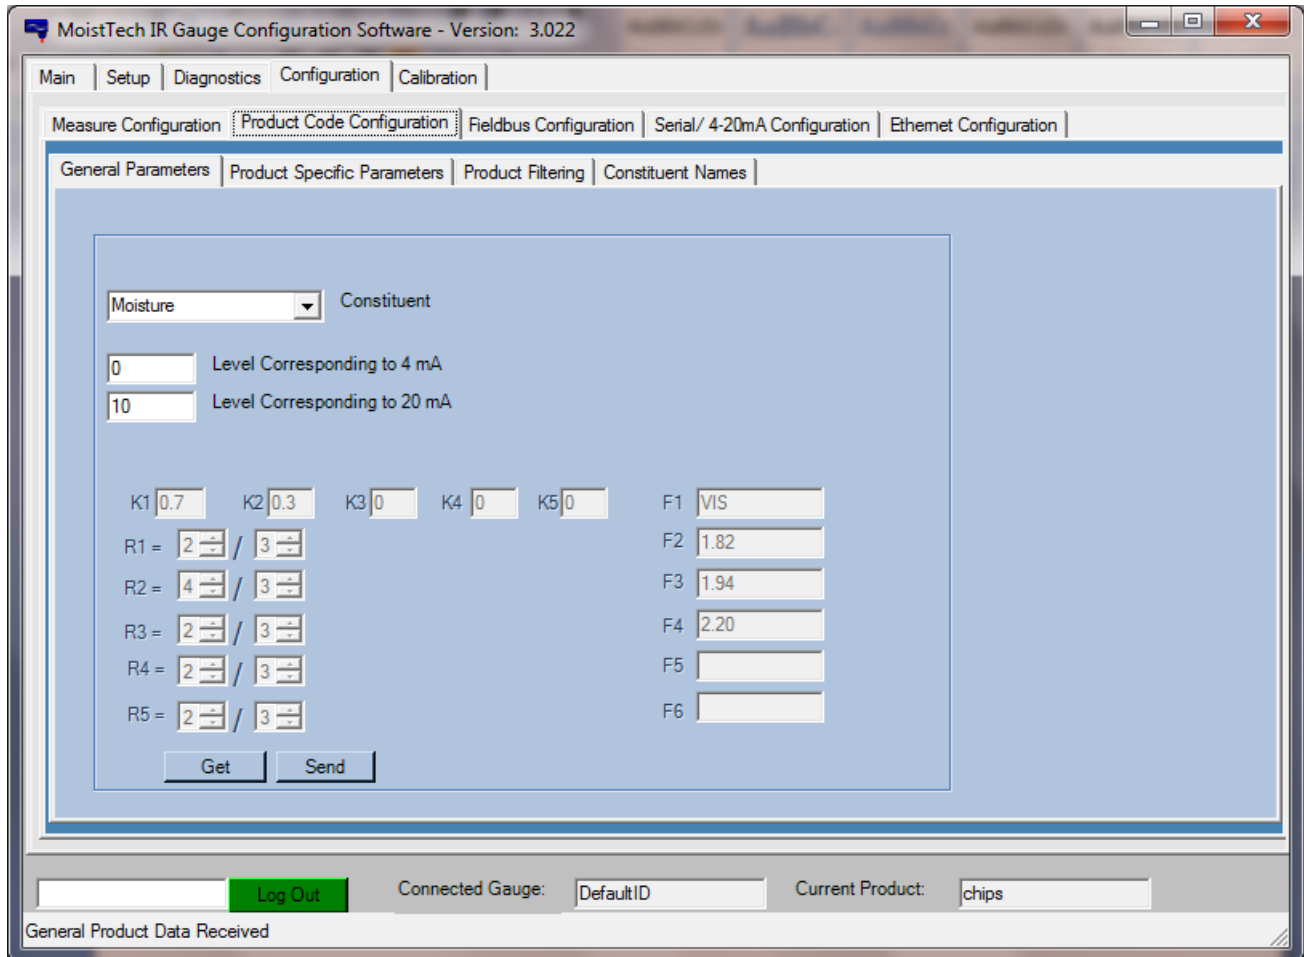 MoistTech IR Gauge Configuration Software - Version: 3.022
Main Setup Diagnostics Configuration Calibration
Measure Configuration Product Code Configuration Fieldbus Configuration Serial/ 4-20mA Configuration Ethernet Configuration
General Parameters Product Specific Parameters Product Filtering Constituent Names
Moisture Constituent
0 Level Corresponding to 4 mA
10 Level Corresponding to 20 mA
K1 0.7 K2 0.3 K3 0 K4 0 K5 0 F1 VIS
R1 = 2 / 3 F2 1.82
R2 = 4 / 3 F3 1.94
R3 = 2 / 3 F4 2.20
R4 = 2 / 3 F5
R5 = 2 / 3 F6
Get Send
Log Out Connected Gauge: DefaultID Current Product: chips
General Product Data Received